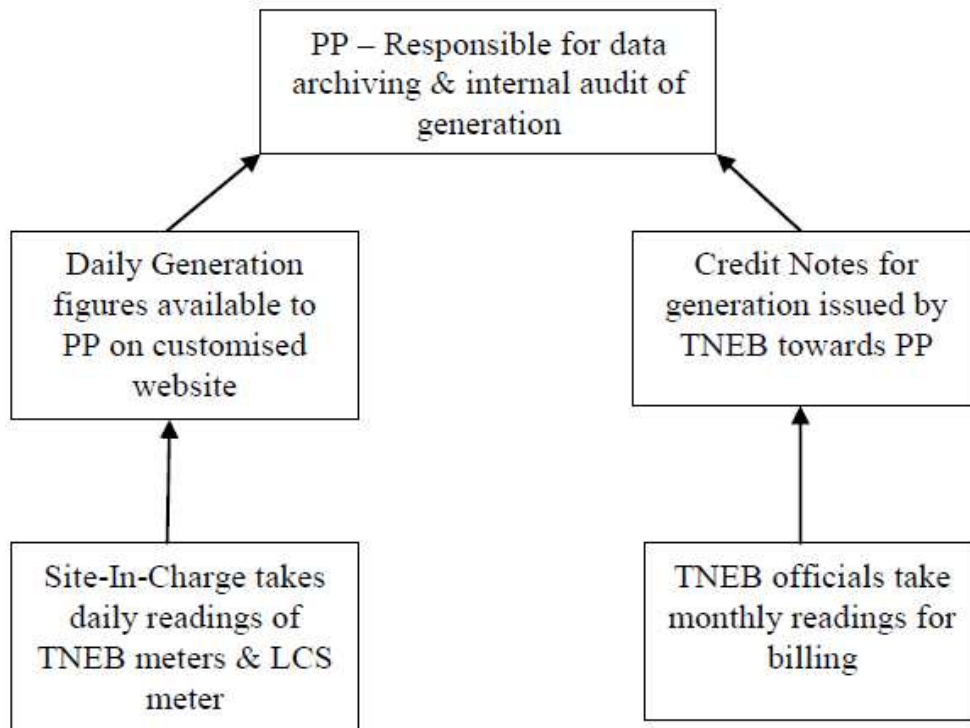 PP – Responsible for data
archiving & internal audit of
generation
Daily Generation
figures available to
PP on customised
website
Credit Notes for
generation issued by
TNEB towards PP
Site-In-Charge takes
daily readings of
TNEB meters & LCS
meter
TNEB officials take
monthly readings for
billing